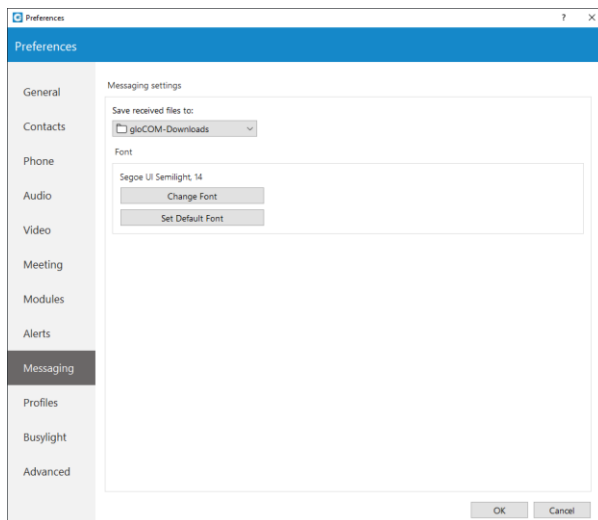 Preferences
?
Preferences
General
Contacts
Phone
Audio
Video
Meeting
Modules
Alerts
Messaging
Profiles
Busylight
Advanced
Messaging settings
Save received files to:
gloCOM-Downloads
Font
Segoe UI Semilight, 14
Change Font
Set Default Font
OK Cancel